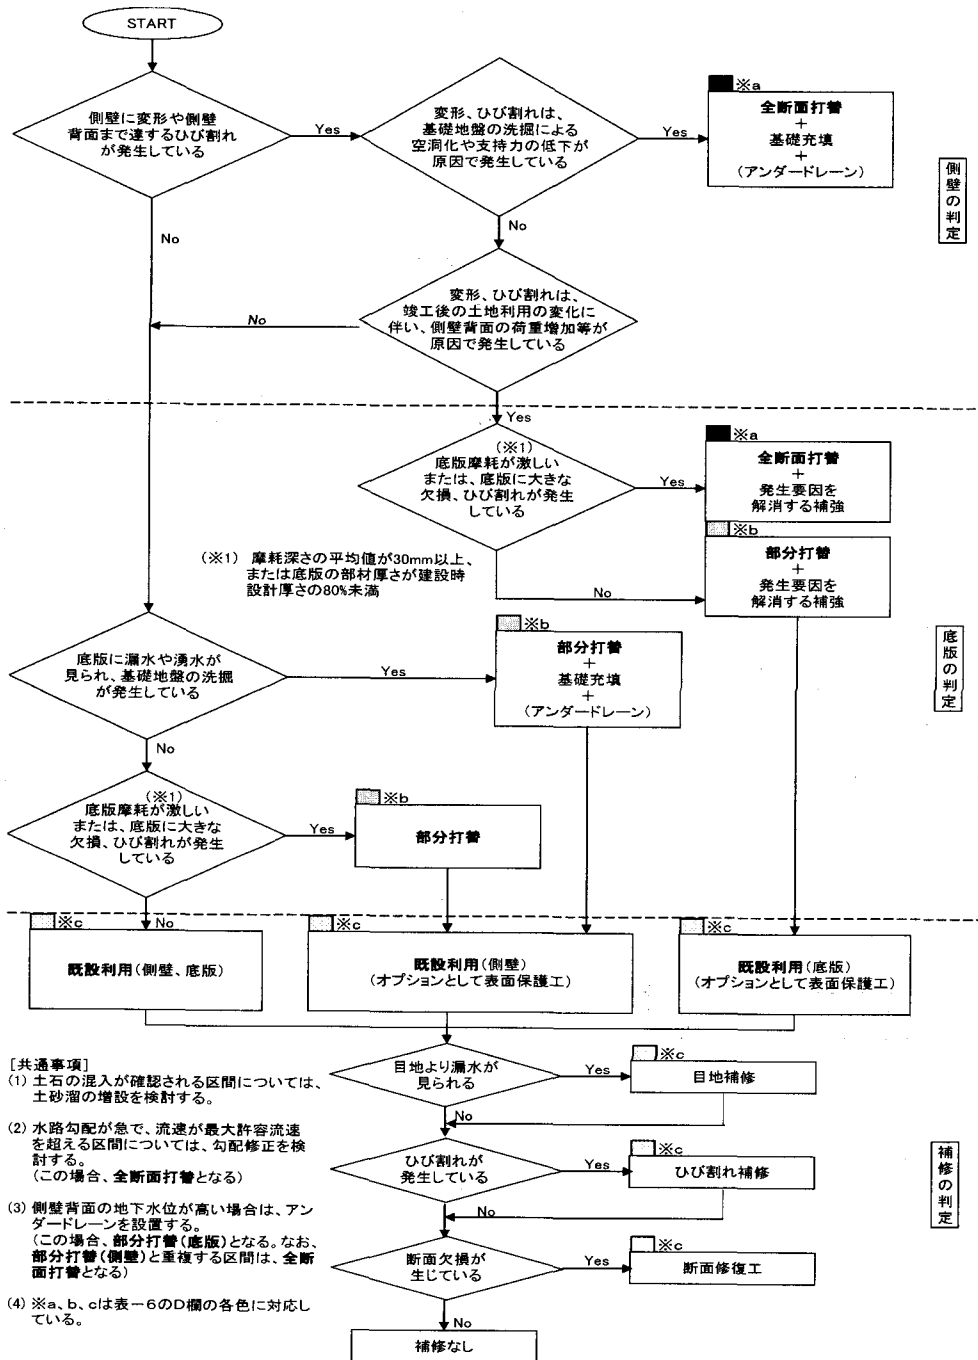 START
側壁に変形や側壁
背面まで達するひび割れ
が発生している
Yes
No
変形、ひび割れは、
基礎地盤の洗掘による
空洞化や支持力の低下が
原因で発生している
Yes
No
※a
全断面打替
+
基礎充填
+
(アンダードレーン)
側壁の判定
変形、ひび割れは、
竣工後の土地利用の変化に
伴い、側壁背面の荷重増加等が
原因で発生している
No
Yes
(※1)
底版摩耗が激しい
または、底版に大きな
欠損、ひび割れが発生
している
Yes
No
※a
全断面打替
+
発生要因を
解消する補強
※b
部分打替
+
発生要因を
解消する補強
(※1) 摩耗深さの平均値が30mm以上、
または底版の部材厚さが建設時
設計厚さの80%未満
底版に漏水や湧水が
見られ、基礎地盤の洗掘
が発生している
Yes
No
※b
部分打替
+
基礎充填
+
(アンダードレーン)
底版の判定
(※1)
底版摩耗が激しい
または、底版に大きな
欠損、ひび割れが発生
している
Yes
No
※b
部分打替
※c
既設利用(側壁、底版)
※c
既設利用(側壁)
(オプションとして表面保護工)
※c
既設利用(底版)
(オプションとして表面保護工)
目地より漏水が
見られる
Yes
No
※c
目地補修
ひび割れが
発生している
Yes
No
※c
ひび割れ補修
断面欠損が
生じている
Yes
No
※c
断面修復工
補修なし
補修の判定
[共通事項]
(1) 土石の混入が確認される区間については、
土砂溜の増設を検討する。
(2) 水路勾配が急で、流速が最大許容流速
を超える区間については、勾配修正を検
討する。
(この場合、全断面打替となる)
(3) 側壁背面の地下水位が高い場合は、アン
ダードレーンを設置する。
(この場合、部分打替(底版)となる。なお、
部分打替(側壁)と重複する区間は、全断
面打替となる)
(4) ※a、b、cは表－6のD欄の各色に対応し
ている。